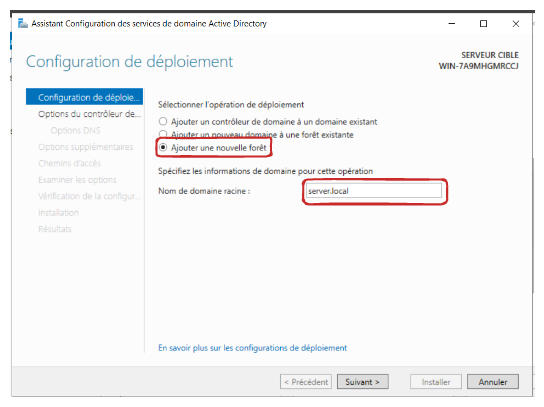 Assistant Configuration des services de domaine Active Directory
Configuration de déploiement
SERVEUR CIBLE
WIN-7A9MHGMRCCJ
Configuration de déploie...
Options du contrôleur de...
Options DNS
Options supplémentaires
Chemins d'accès
Examiner les options
Vérification de la configur...
Installation
Résultats
Sélectionner l'opération de déploiement
Ajouter un contrôleur de domaine à un domaine existant
Ajouter un nouveau domaine à une forêt existante
Ajouter une nouvelle forêt
Spécifiez les informations de domaine pour cette opération
Nom de domaine racine :
server.local
En savoir plus sur les configurations de déploiement
< Précédent
Suivant >
Installer
Annuler